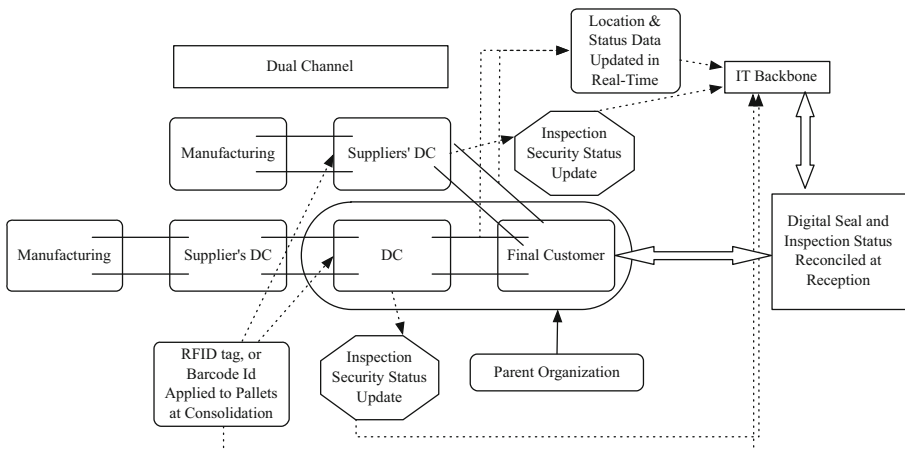 Location &
Status Data
Updated in
Real-Time
Dual Channel
IT Backbone
Manufacturing
Suppliers' DC
Inspection
Security Status
Update
Manufacturing
Supplier's DC
DC
Final Customer
Digital Seal and
Inspection Status
Reconciled at
Reception
RFID tag, or
Barcode Id
Applied to Pallets
at Consolidation
Inspection
Security Status
Update
Parent Organization